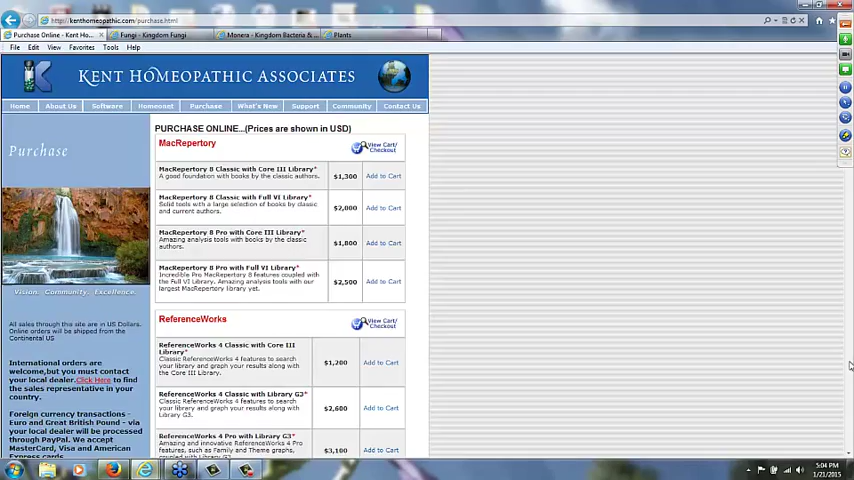 http://kenthomeopathic.com/purchase.html
Purchase Online - Kent Ho...
Fungi - Kingdom Fungi
Monera - Kingdom Bacteria & ...
Plants
File Edit View Favorites Tools Help
KENT HOMEOPATHIC ASSOCIATES
Home About Us Software Homeonet Purchase What's New Support Community Contact Us
Purchase
Vision. Community. Excellence.
All sales through this site are in US Dollars.
Online orders will be shipped from the
Continental US
International orders are
welcome,but you must contact
your local dealer.Click Here to find
the sales representative in your
country.
Foreign currency transactions -
Euro and Great British Pound - via
your local dealer will be processed
through PayPal. We accept
MasterCard, Visa and American
Express cards.
PURCHASE ONLINE...(Prices are shown in USD)
MacRepertory
View Cart/
Checkout
MacRepertory 8 Classic with Core III Library*
A good foundation with books by the classic authors.
$1,300 Add to Cart
MacRepertory 8 Classic with Full VI Library*
Solid tools with a large selection of books by classic
and current authors.
$2,000 Add to Cart
MacRepertory 8 Pro with Core III Library*
Amazing analysis tools with books by the classic
authors.
$1,800 Add to Cart
MacRepertory 8 Pro with Full VI Library*
Incredible Pro MacRepertory 8 features coupled with
the Full VI Library. Amazing analysis tools with our
largest MacRepertory library yet.
$2,500 Add to Cart
ReferenceWorks
View Cart/
Checkout
ReferenceWorks 4 Classic with Core III
Library*
Classic ReferenceWorks 4 features to search
your library and graph your results along with
the Core III Library.
$1,200 Add to Cart
ReferenceWorks 4 Classic with Library G3*
Classic ReferenceWorks 4 features to search
your library and graph your results along with
Library G3.
$2,600 Add to Cart
ReferenceWorks 4 Pro with Library G3*
Amazing and innovative ReferenceWorks 4 Pro
features, such as Family and Theme graphs,
coupled with Library G3.
$3,100 Add to Cart
5:04 PM
1/21/2015